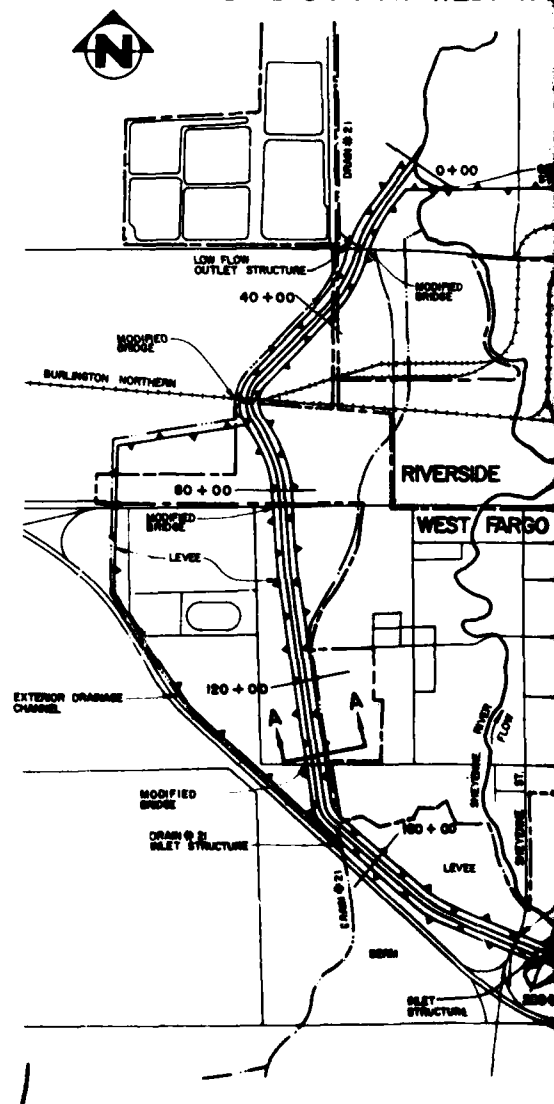 N
DRAIN # 21
0+00
LOW FLOW
OUTLET STRUCTURE
MODIFIED
BRIDGE
40+00
MODIFIED
BRIDGE
BURLINGTON NORTHERN
RIVERSIDE
80+00
MODIFIED
BRIDGE
WEST FARGO
LEVEE
120+00
EXTERIOR DRAINAGE
CHANNEL
A
A
SHEYENNE RIVER
FLOW
MODIFIED
BRIDGE
SHEYENNE ST.
DRAIN # 21
INLET STRUCTURE
160+00
LEVEE
DRAIN # 21
BERM
INLET
STRUCTURE